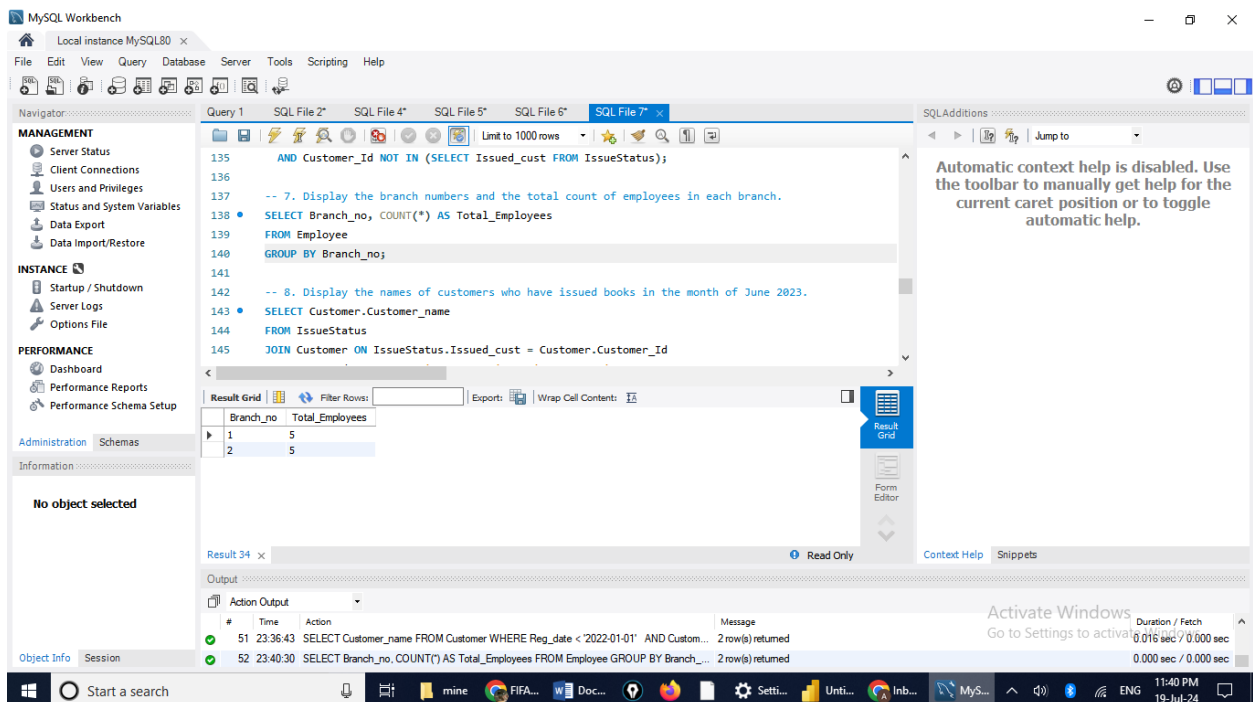 MySQL Workbench
Local instance MySQL80 ×
File Edit View Query Database Server Tools Scripting Help
Navigator
MANAGEMENT
Server Status
Client Connections
Users and Privileges
Status and System Variables
Data Export
Data Import/Restore
INSTANCE
Startup / Shutdown
Server Logs
Options File
PERFORMANCE
Dashboard
Performance Reports
Performance Schema Setup
Administration Schemas
Information
No object selected
Object Info Session
Query 1 SQL File 2* SQL File 4* SQL File 5* SQL File 6* SQL File 7* ×
Limit to 1000 rows
135 AND Customer_Id NOT IN (SELECT Issued_cust FROM IssueStatus);
136
137 -- 7. Display the branch numbers and the total count of employees in each branch.
138 SELECT Branch_no, COUNT(*) AS Total_Employees
139 FROM Employee
140 GROUP BY Branch_no;
141
142 -- 8. Display the names of customers who have issued books in the month of June 2023.
143 SELECT Customer.Customer_name
144 FROM IssueStatus
145 JOIN Customer ON IssueStatus.Issued_cust = Customer.Customer_Id
Result Grid Filter Rows: Export: Wrap Cell Content: IA
Branch_no Total_Employees
1 5
2 5
Result Grid
Form Editor
Result 34 × Read Only
SQLAdditions
Jump to
Automatic context help is disabled. Use
the toolbar to manually get help for the
current caret position or to toggle
automatic help.
Context Help Snippets
Output
Action Output
# Time Action Message Duration / Fetch
51 23:36:43 SELECT Customer_name FROM Customer WHERE Reg_date < '2022-01-01' AND Custom... 2 row(s) returned 0.016 sec / 0.000 sec
52 23:40:30 SELECT Branch_no, COUNT(*) AS Total_Employees FROM Employee GROUP BY Branch_... 2 row(s) returned 0.000 sec / 0.000 sec
Activate Windows
Go to Settings to activate Windows.
Start a search mine FIFA... Doc... Setti... Unti... Inb... MyS... ENG 11:40 PM
19-Jul-24